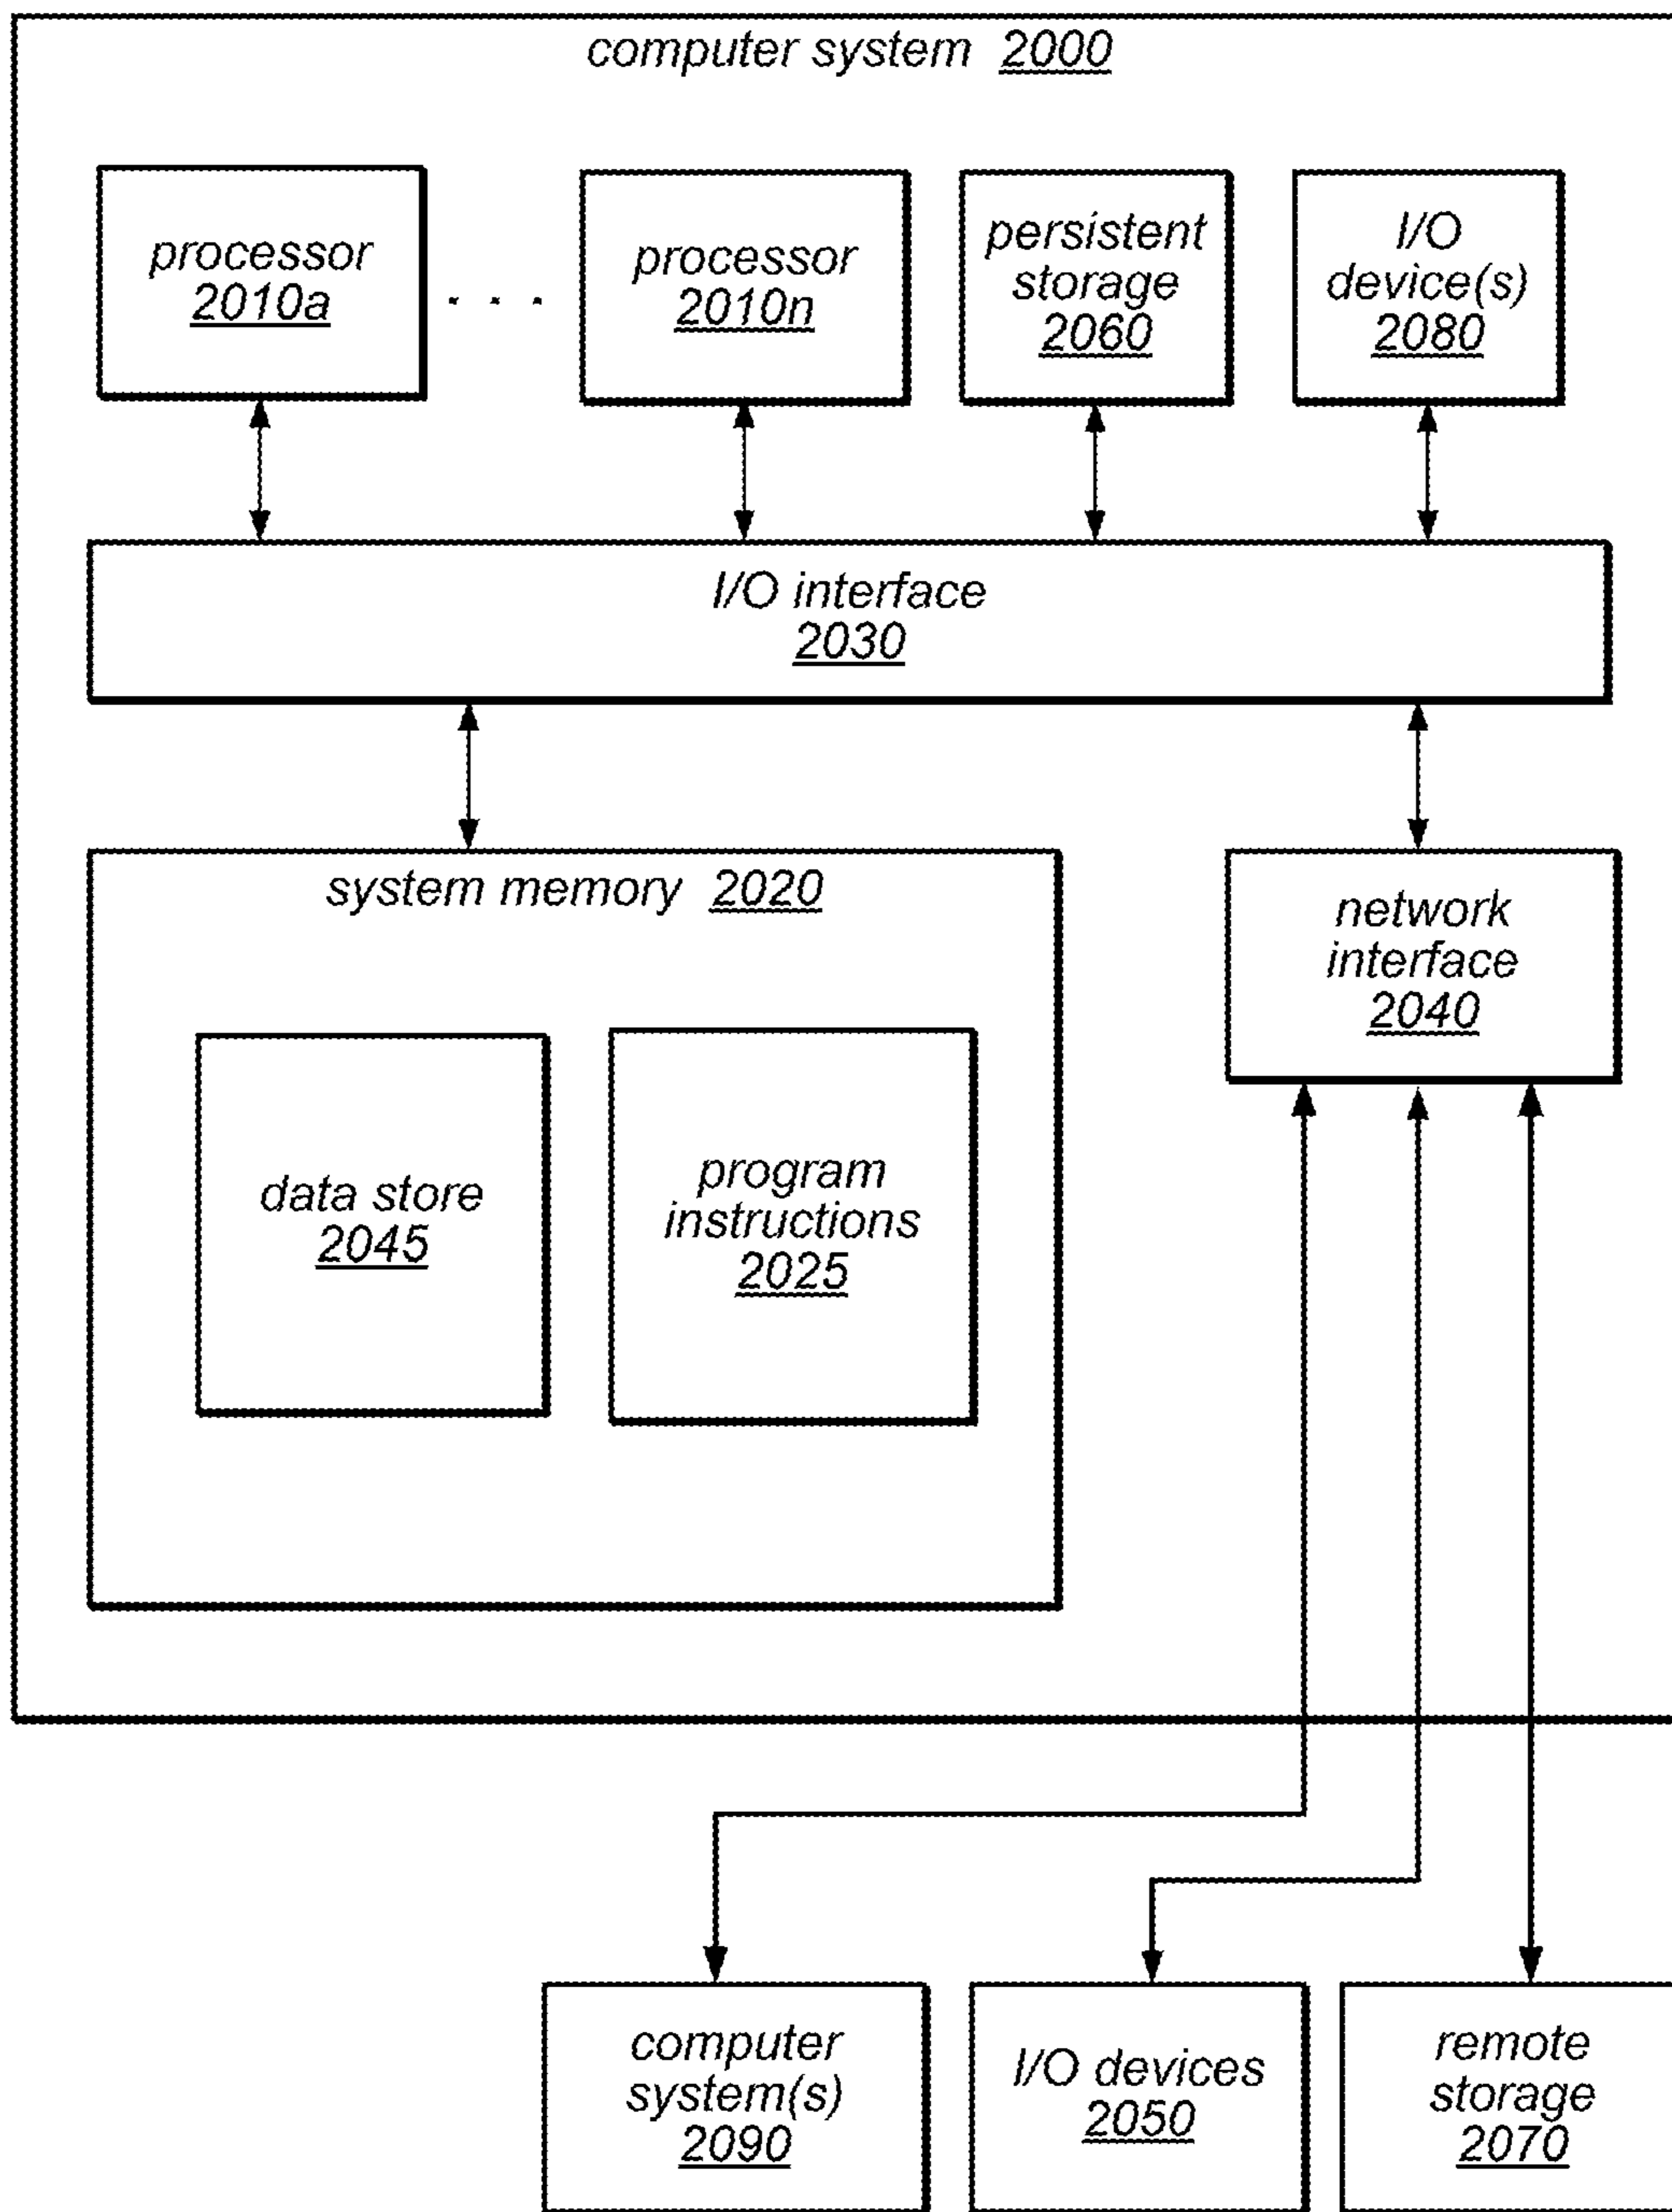 computer system 2000
processor
2010a
. . .
processor
2010n
persistent
storage
2060
I/O
device(s)
2080
I/O interface
2030
system memory 2020
data store
2045
program
instructions
2025
network
interface
2040
computer
system(s)
2090
I/O devices
2050
remote
storage
2070